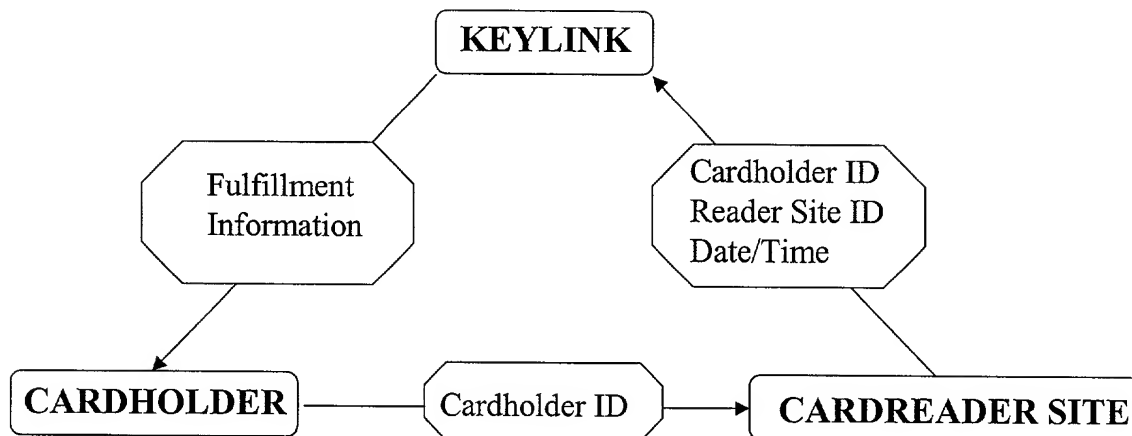 KEYLINK
Fulfillment
Information
Cardholder ID
Reader Site ID
Date/Time
CARDHOLDER
Cardholder ID
CARDREADER SITE